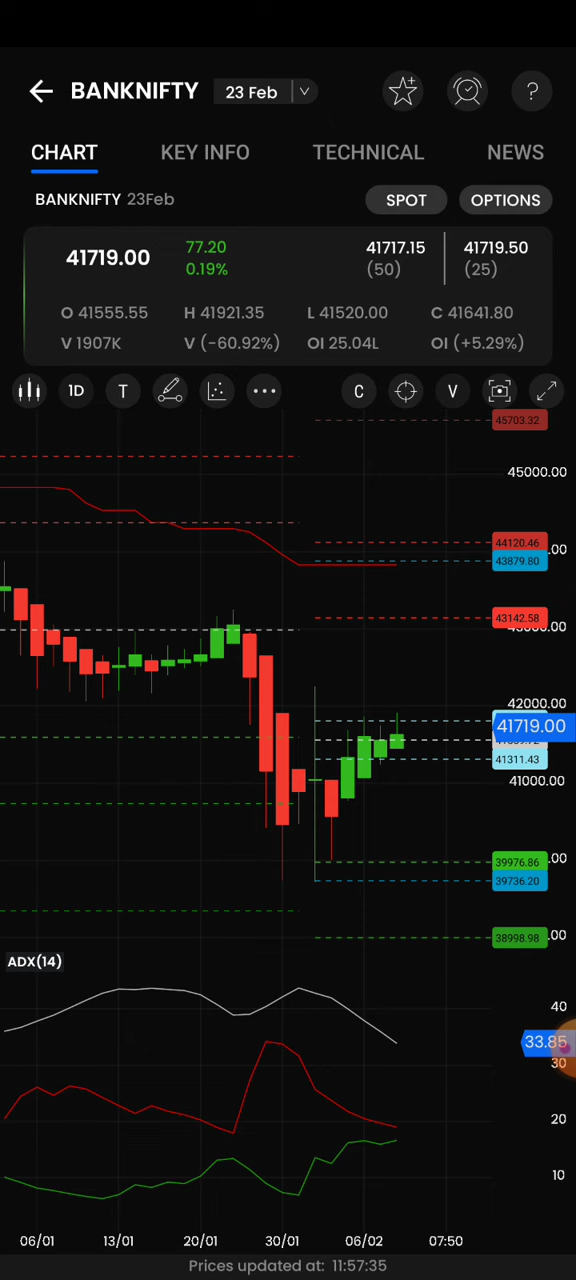 BANKNIFTY 23 Feb
?
CHART KEY INFO TECHNICAL NEWS
BANKNIFTY 23Feb SPOT OPTIONS
41719.00 77.20 0.19% 41717.15 (50) 41719.50 (25)
O 41555.55 H 41921.35 L 41520.00 C 41641.80
V 1907K V (-60.92%) OI 25.04L OI (+5.29%)
1D T C V
45703.32
45000.00
44120.46
43879.80
43142.58
42000.00
41719.00
41311.43
41000.00
39976.86
39736.20
38998.98
ADX(14)
40
33.85
30
20
10
06/01 13/01 20/01 30/01 06/02 07:50
Prices updated at: 11:57:35